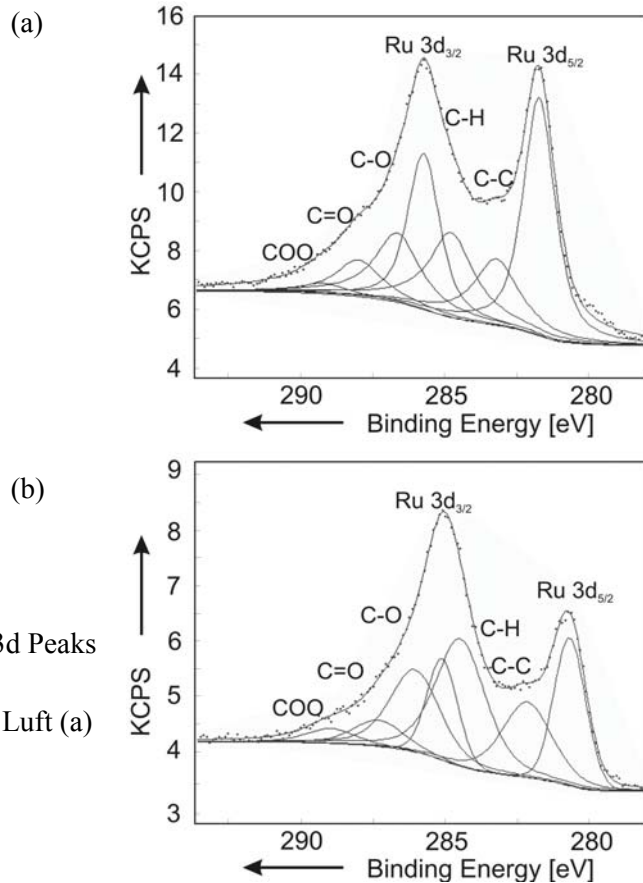 (a)
16
14
12
10
8
6
4
KCPS
Ru 3d3/2
Ru 3d5/2
C-H
C-O
C-C
C=O
COO
290
285
280
Binding Energy [eV]
(b)
9
8
7
6
5
4
3
KCPS
Ru 3d3/2
Ru 3d5/2
C-O
C-H
C-C
C=O
COO
290
285
280
Binding Energy [eV]
3d Peaks
Luft (a)